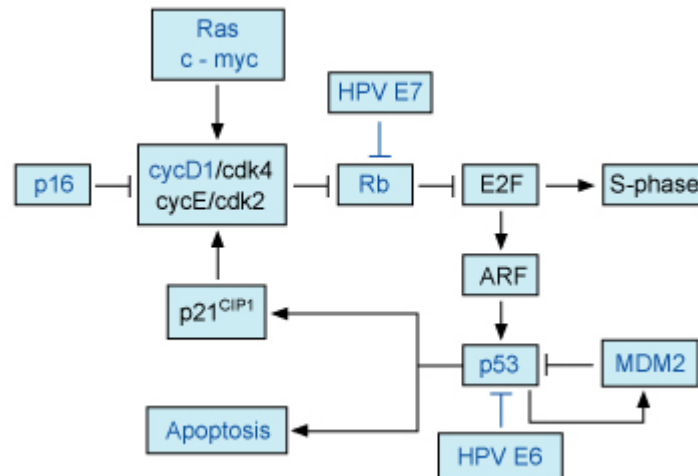 Ras
c - myc
HPV E7
p16
cycD1/cdk4
cycE/cdk2
Rb
E2F
S-phase
ARF
p21CIP1
p53
MDM2
Apoptosis
HPV E6